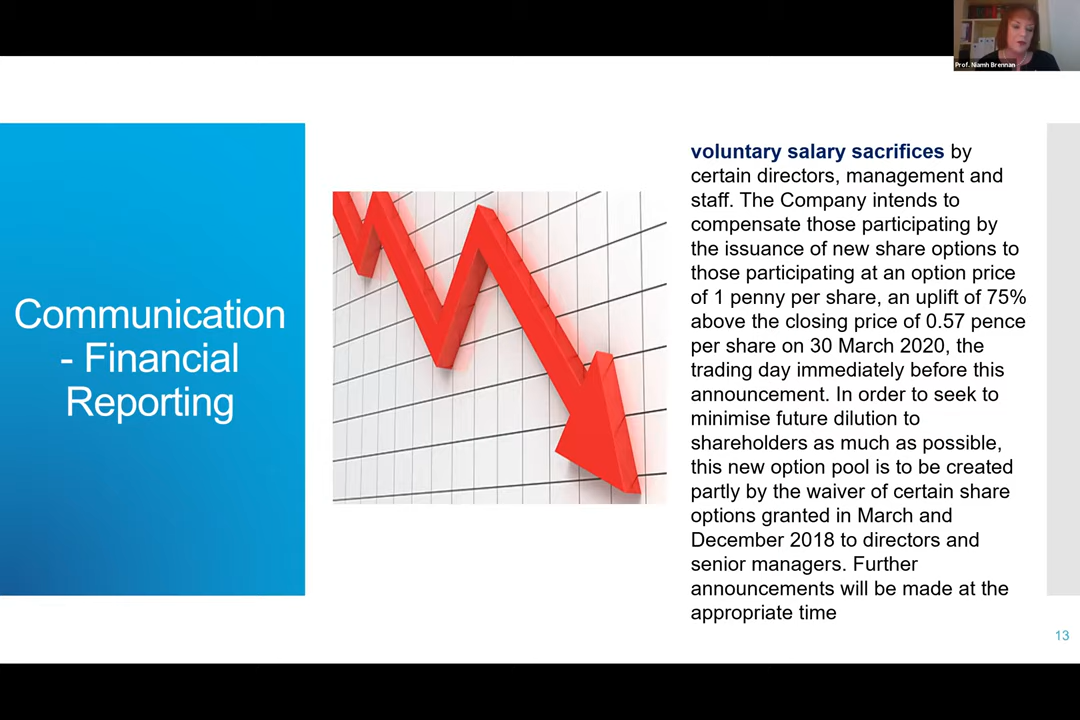 Prof. Niamh Brennan
Communication
- Financial
Reporting
voluntary salary sacrifices by
certain directors, management and
staff. The Company intends to
compensate those participating by
the issuance of new share options to
those participating at an option price
of 1 penny per share, an uplift of 75%
above the closing price of 0.57 pence
per share on 30 March 2020, the
trading day immediately before this
announcement. In order to seek to
minimise future dilution to
shareholders as much as possible,
this new option pool is to be created
partly by the waiver of certain share
options granted in March and
December 2018 to directors and
senior managers. Further
announcements will be made at the
appropriate time
13